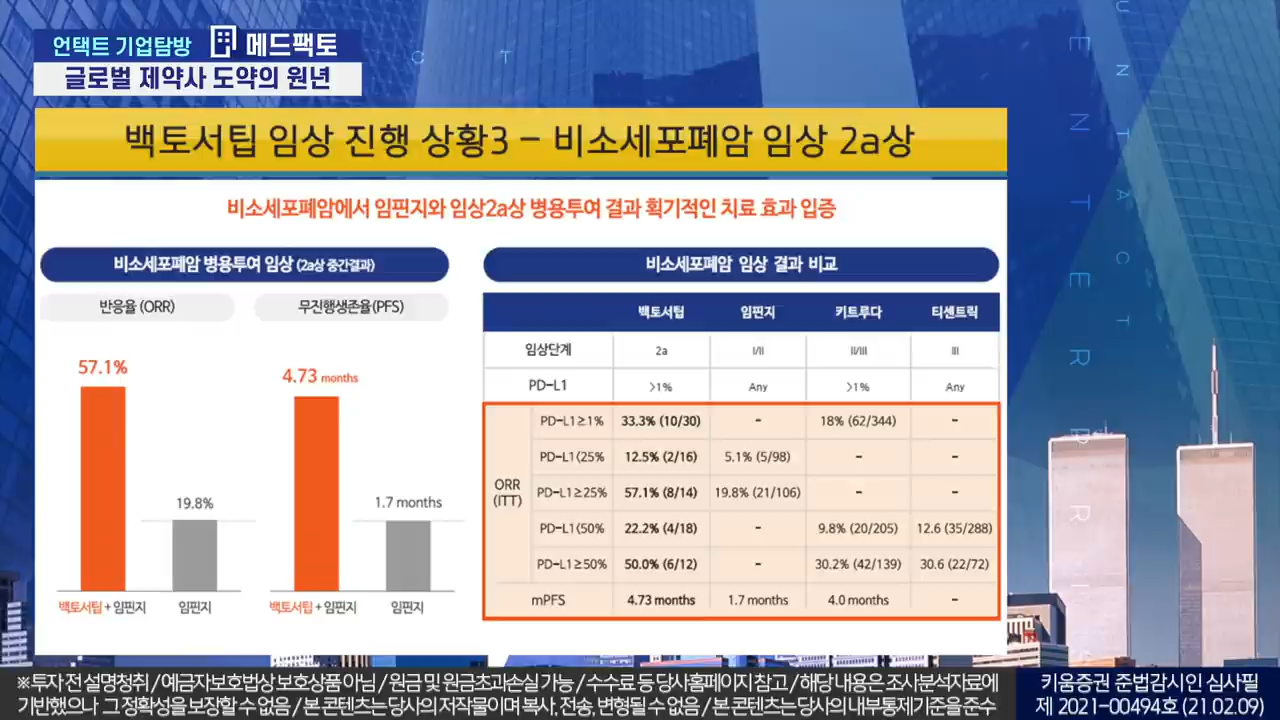 언택트 기업탐방 메드팩토
글로벌 제약사 도약의 원년
UNTACT
ENTERPRI
백토서팁 임상 진행 상황3 – 비소세포폐암 임상 2a상
비소세포폐암에서 임핀지와 임상2a상 병용투여 결과 획기적인 치료 효과 입증
비소세포폐암 병용투여 임상 (2a상 중간결과)
반응율 (ORR) 무진행생존율(PFS)
57.1%
19.8%
백토서팁 + 임핀지 임핀지
4.73 months
1.7 months
백토서팁 + 임핀지 임핀지
비소세포폐암 임상 결과 비교
백토서팁 임핀지 키트루다 티센트릭
임상단계 2a I/II II/III III
PD-L1 >1% Any >1% Any
ORR
(ITT)
PD-L1≥1% 33.3% (10/30) - 18% (62/344) -
PD-L1<25% 12.5% (2/16) 5.1% (5/98) - -
PD-L1≥25% 57.1% (8/14) 19.8% (21/106) - -
PD-L1<50% 22.2% (4/18) - 9.8% (20/205) 12.6 (35/288)
PD-L1≥50% 50.0% (6/12) - 30.2% (42/139) 30.6 (22/72)
mPFS 4.73 months 1.7 months 4.0 months -
※투자 전 설명청취 / 예금자보호법상 보호상품 아님 / 원금 및 원금초과손실 가능 / 수수료 등 당사홈페이지 참고 / 해당 내용은 조사분석자료에
기반했으나 그 정확성을 보장할 수 없음 / 본 콘텐츠는 당사의 저작물이며 복사, 전송, 변형될 수 없음 / 본 콘텐츠는 당사의 내부통제기준을 준수
키움증권 준법감시인 심사필
제 2021-00494호 (21.02.09)